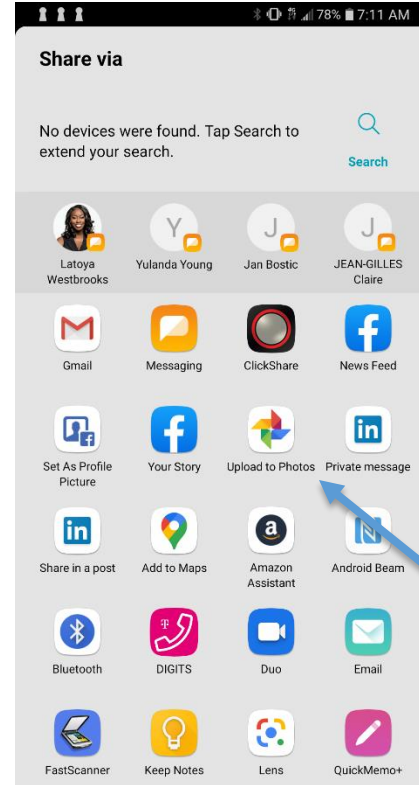 78% 7:11 AM
Share via
No devices were found. Tap Search to
extend your search.
Search
Latoya
Westbrooks
Y
Yulanda Young
J
Jan Bostic
J
JEAN-GILLES
Claire
Gmail
Messaging
ClickShare
News Feed
Set As Profile
Picture
Your Story
Upload to Photos
in
Private message
in
Share in a post
Add to Maps
a
Amazon
Assistant
N
Android Beam
Bluetooth
T
DIGITS
Duo
Email
FastScanner
Keep Notes
Lens
QuickMemo+